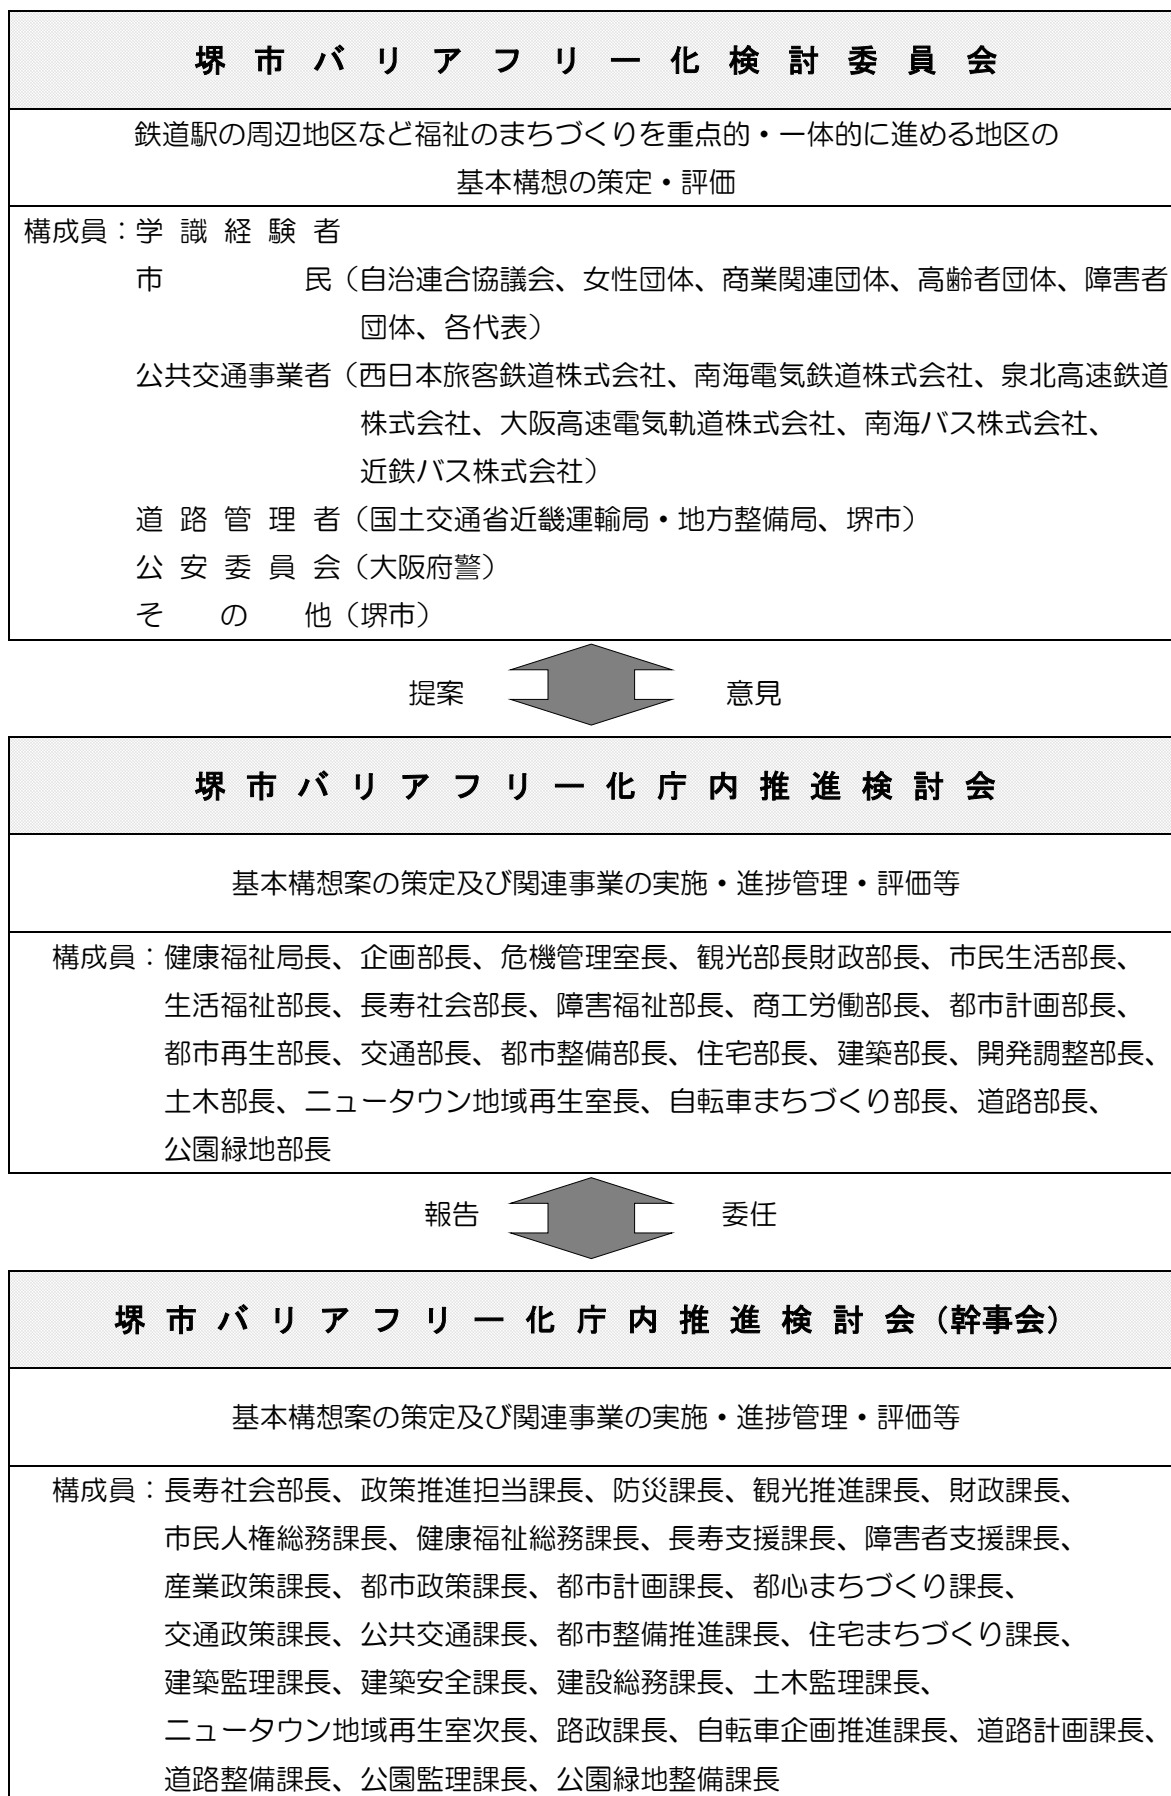 堺市バリアフリー化検討委員会
鉄道駅の周辺地区など福祉のまちづくりを重点的・一体的に進める地区の
基本構想の策定・評価
構成員：学識経験者
市民（自治連合協議会、女性団体、商業関連団体、高齢者団体、障害者
団体、各代表）
公共交通事業者（西日本旅客鉄道株式会社、南海電気鉄道株式会社、泉北高速鉄道
株式会社、大阪高速電気軌道株式会社、南海バス株式会社、
近鉄バス株式会社）
道路管理者（国土交通省近畿運輸局・地方整備局、堺市）
公安委員会（大阪府警）
その他（堺市）
提案 意見
堺市バリアフリー化庁内推進検討会
基本構想案の策定及び関連事業の実施・進捗管理・評価等
構成員：健康福祉局長、企画部長、危機管理室長、観光部長財政部長、市民生活部長、
生活福祉部長、長寿社会部長、障害福祉部長、商工労働部長、都市計画部長、
都市再生部長、交通部長、都市整備部長、住宅部長、建築部長、開発調整部長、
土木部長、ニュータウン地域再生室長、自転車まちづくり部長、道路部長、
公園緑地部長
報告 委任
堺市バリアフリー化庁内推進検討会（幹事会）
基本構想案の策定及び関連事業の実施・進捗管理・評価等
構成員：長寿社会部長、政策推進担当課長、防災課長、観光推進課長、財政課長、
市民人権総務課長、健康福祉総務課長、長寿支援課長、障害者支援課長、
産業政策課長、都市政策課長、都市計画課長、都心まちづくり課長、
交通政策課長、公共交通課長、都市整備推進課長、住宅まちづくり課長、
建築監理課長、建築安全課長、建設総務課長、土木監理課長、
ニュータウン地域再生室次長、路政課長、自転車企画推進課長、道路計画課長、
道路整備課長、公園監理課長、公園緑地整備課長